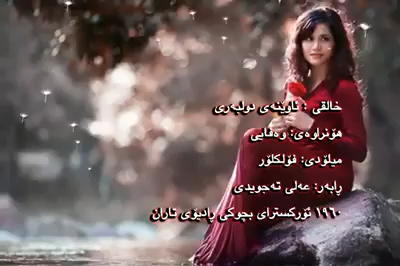 خالقی : ئاوێنەی دولبەری
هۆنراوەی: وەفایی
میلۆدی: فۆلکلۆر
ڕابەر: عەلی تەجویدی
١٩٦٠ ئۆرکسترای بچوکی ڕادیۆی تاران